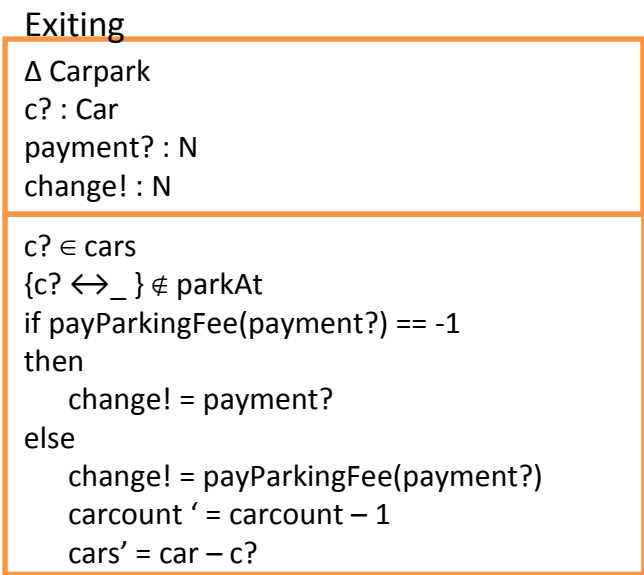 Exiting
Δ Carpark
c? : Car
payment? : N
change! : N
c? ∈ cars
{c? ↔_ } ∉ parkAt
if payParkingFee(payment?) == -1
then
change! = payment?
else
change! = payParkingFee(payment?)
carcount ‘ = carcount – 1
cars’ = car – c?